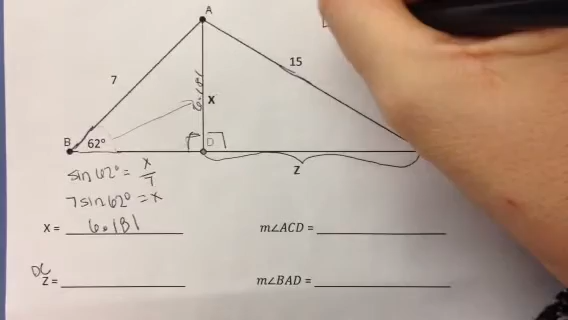 A
7
15
6.181
X
B
62°
D
Z
sin 62° = x/7
7 sin 62° = x
X = 6.181
m∠ACD =
DC
Z =
m∠BAD =